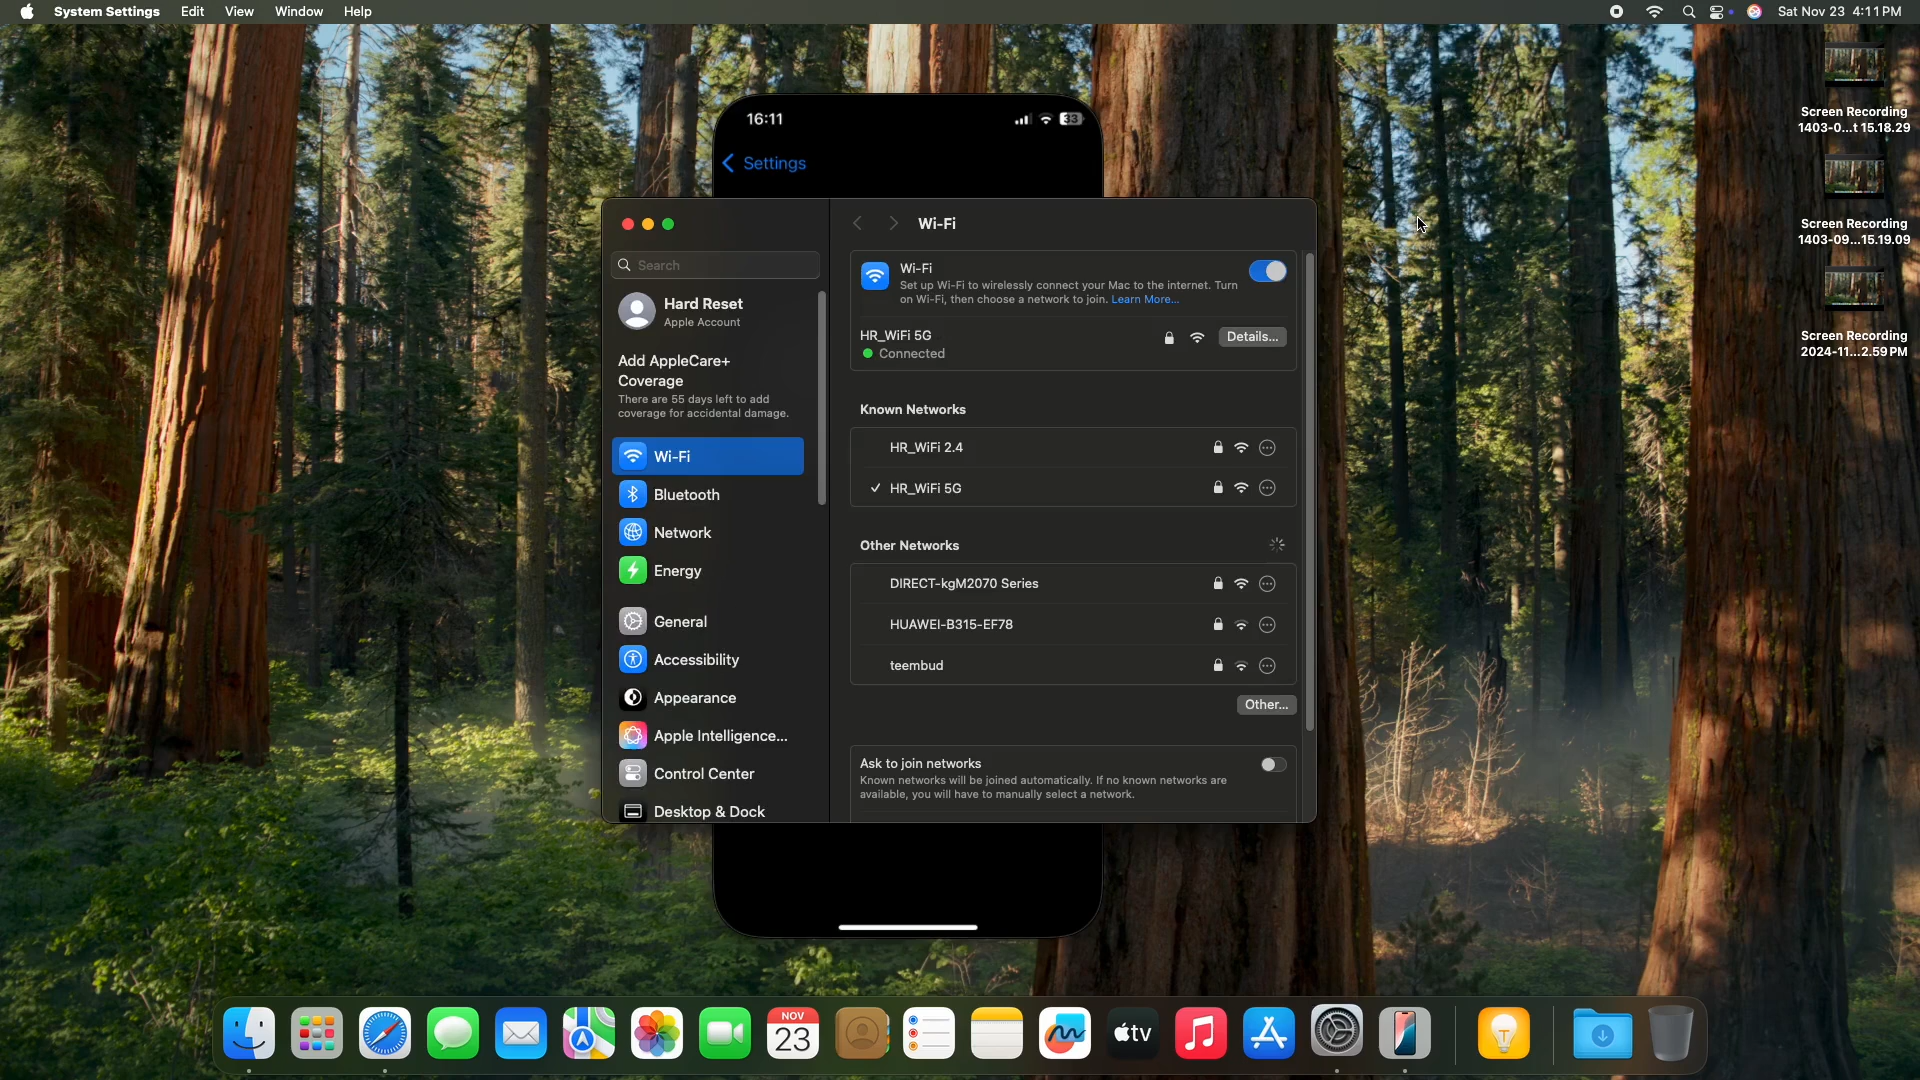 System Settings Edit View Window Help
Sat Nov 23 4:11 PM
Screen Recording
1403-0...t 15.18.29
Screen Recording
1403-09...15.19.09
Screen Recording
2024-11...2.59 PM
16:11
33
Settings
Search
Hard Reset
Apple Account
Add AppleCare+
Coverage
There are 55 days left to add
coverage for accidental damage.
Wi-Fi
Bluetooth
Network
Energy
General
Accessibility
Appearance
Apple Intelligence...
Control Center
Desktop & Dock
Wi-Fi
Wi-Fi
Set up Wi-Fi to wirelessly connect your Mac to the internet. Turn
on Wi-Fi, then choose a network to join. Learn More...
HR_WiFi 5G
Connected
Details...
Known Networks
HR_WiFi 2.4
HR_WiFi 5G
Other Networks
DIRECT-kgM2070 Series
HUAWEI-B315-EF78
teembud
Other...
Ask to join networks
Known networks will be joined automatically. If no known networks are
available, you will have to manually select a network.
NOV
23
tv
T